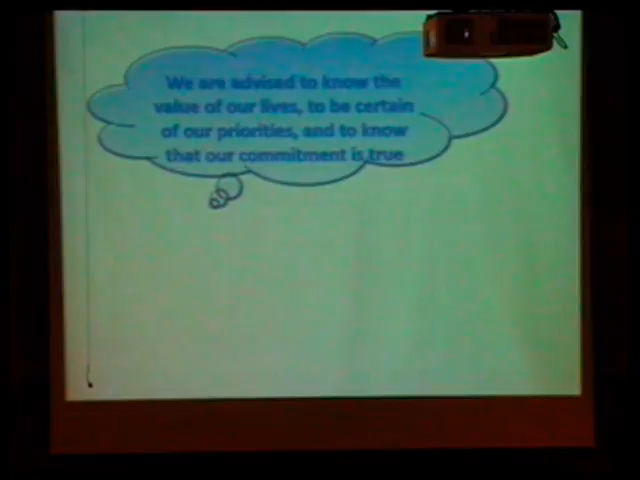 We are advised to know the
value of our lives, to be certain
of our priorities, and to know
that our commitment is true